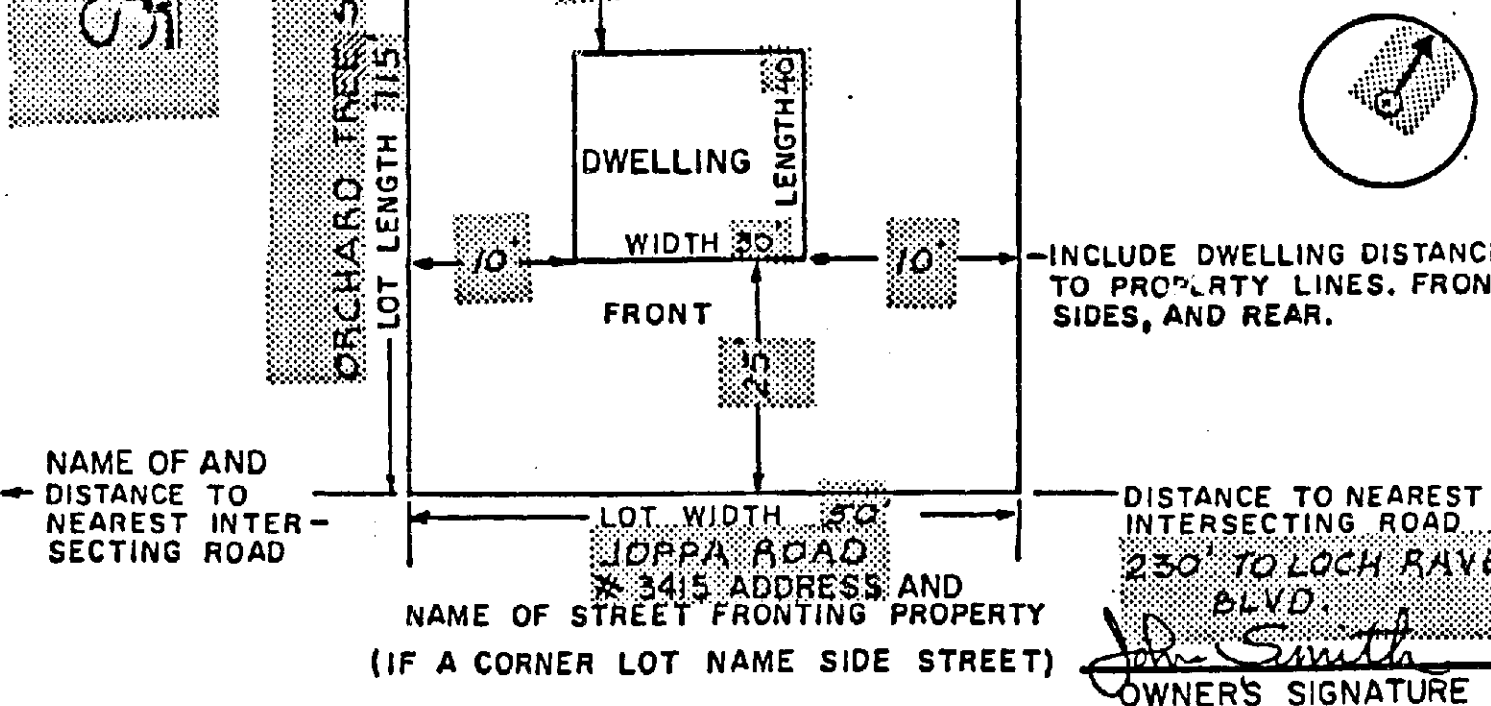 ORCHARD TREE
LOT LENGTH 115'
DWELLING
LENGTH 40
WIDTH 30'
10'
10'
FRONT
25'
INCLUDE DWELLING DISTANC
TO PROPERTY LINES. FRON
SIDES, AND REAR.
NAME OF AND
DISTANCE TO
NEAREST INTER-
SECTING ROAD
LOT WIDTH 50'
JOPPA ROAD
# 3415 ADDRESS AND
NAME OF STREET FRONTING PROPERTY
(IF A CORNER LOT NAME SIDE STREET)
DISTANCE TO NEAREST
INTERSECTING ROAD
230' TO LOCH RAVE
BLVD.
John Smith
OWNER'S SIGNATURE